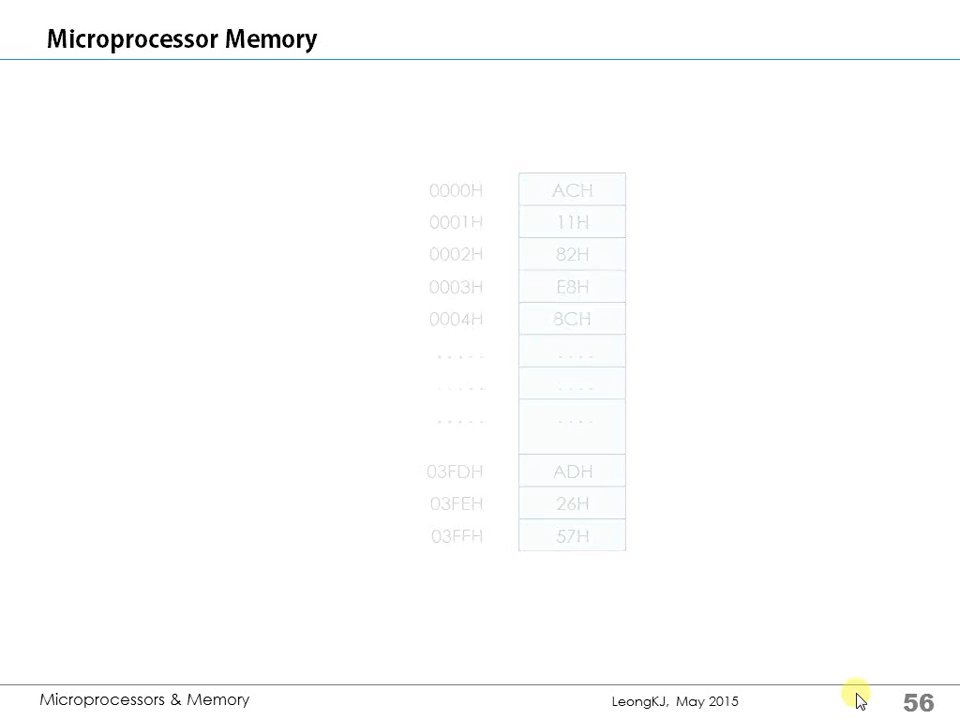 Microprocessor Memory
0000H ACH
0001H 11H
0002H 82H
0003H E8H
0004H 8CH
..... ....
..... ....
..... ....
03FDH ADH
03FEH 26H
03FFH 57H
Microprocessors & Memory LeongKJ, May 2015 56